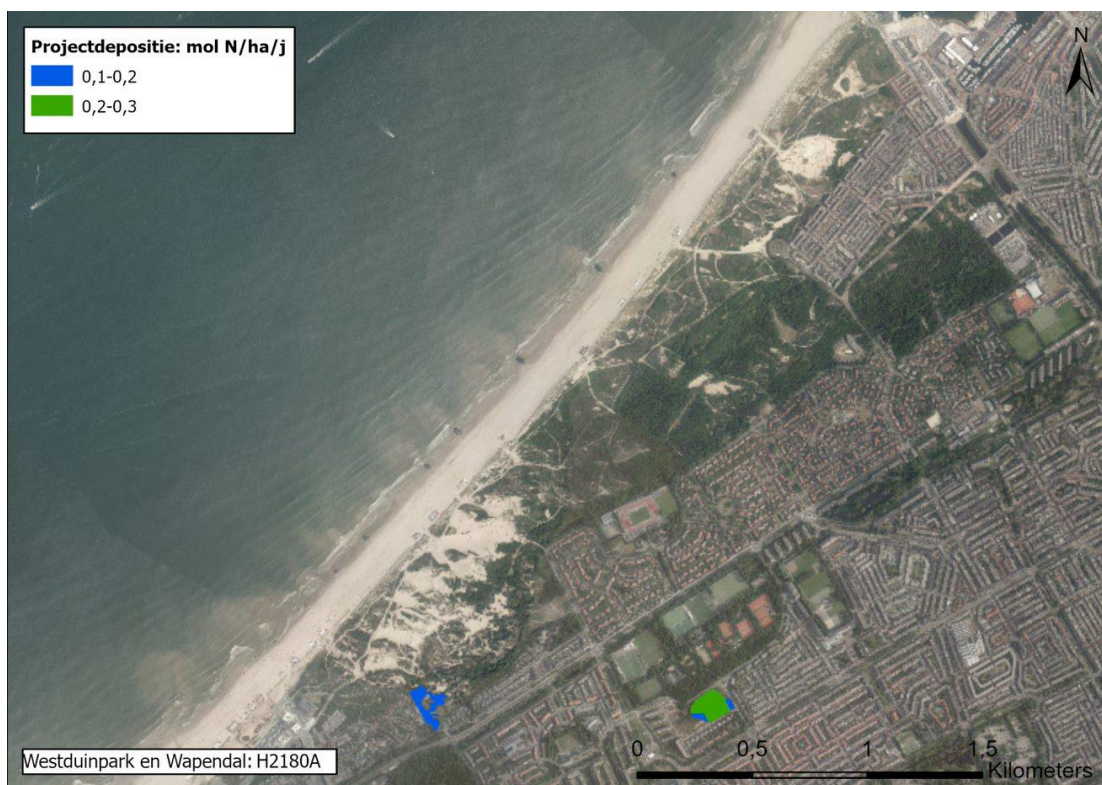 Projectdepositie: mol N/ha/j
0,1-0,2
0,2-0,3
N
Westduinpark en Wapendal: H2180A
0 0,5 1 1,5
Kilometers